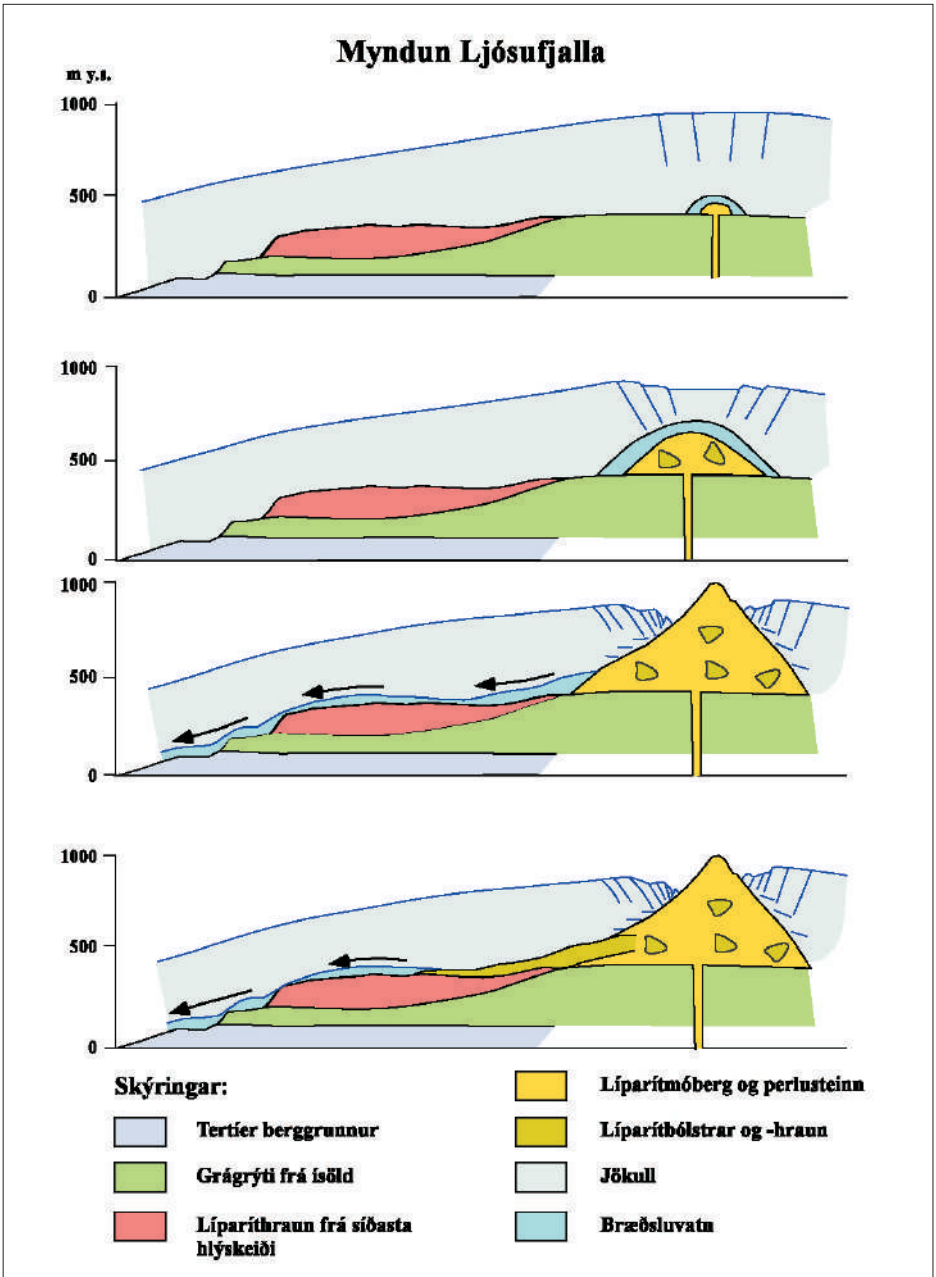 Myndun Ljósufjalla
m y.s.
1000
500
0
1000
500
0
1000
500
0
1000
500
0
Skýringar:
Tertíer berggrunnur
Grágrýti frá ísöld
Líparíthraun frá síðasta
hlýskeiði
Líparítmóberg og perlusteinn
Líparítbólstrar og -hraun
Jökull
Bræðsluvatn